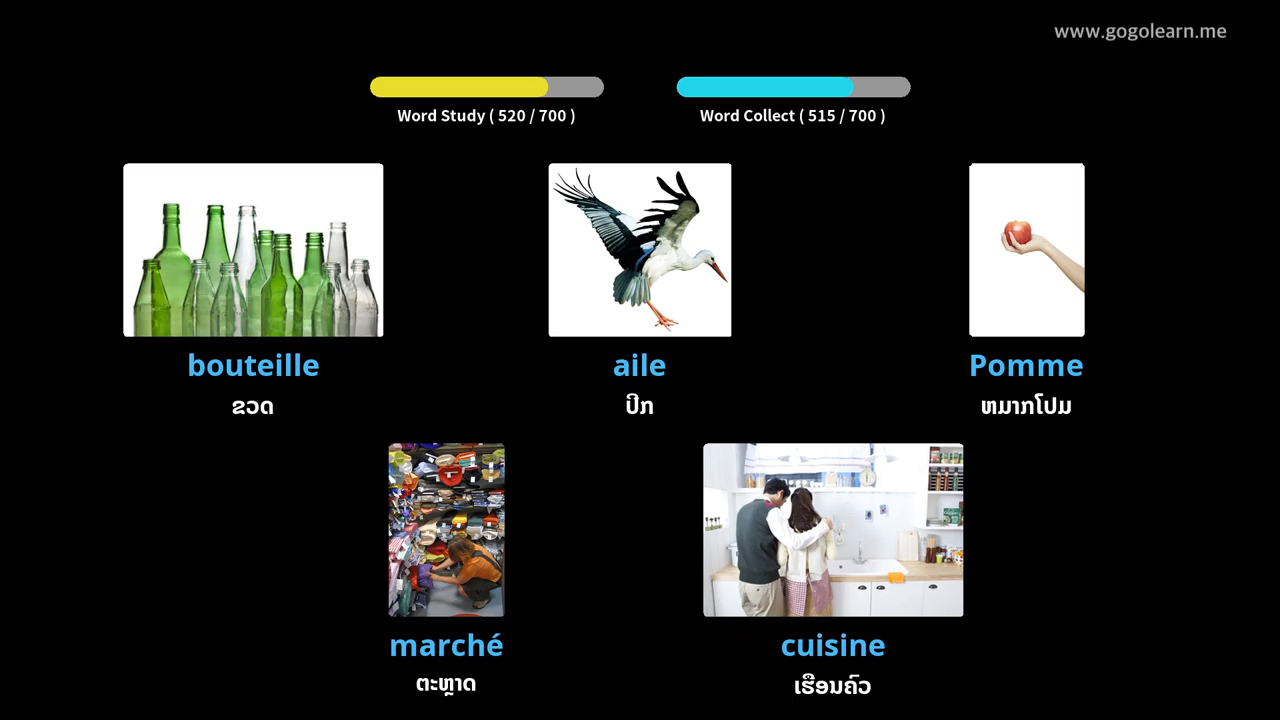 www.gogolearn.me
Word Study ( 520 / 700 )
Word Collect ( 515 / 700 )
bouteille
ຂວດ
aile
ປີກ
Pomme
ຫມາກໂປມ
marché
ຕະຫຼາດ
cuisine
ເຮືອນຄົວ